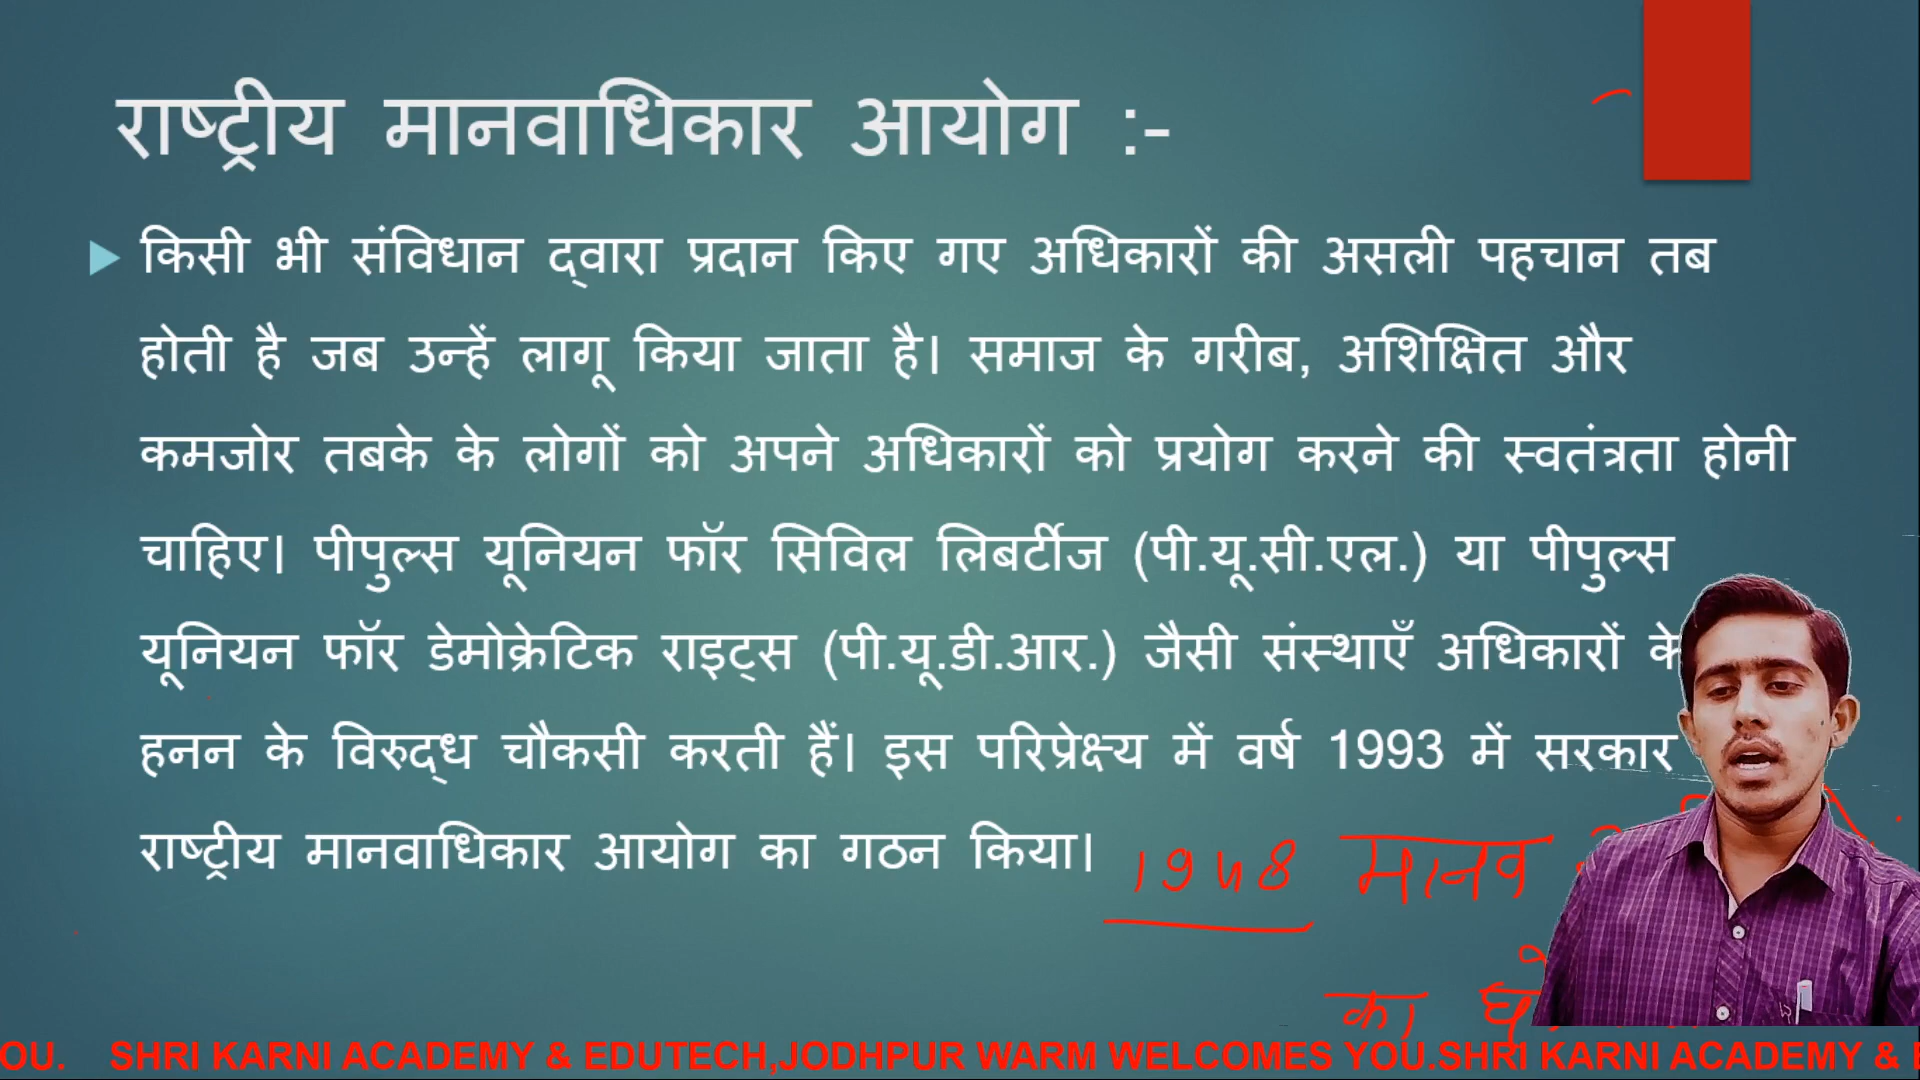 राष्ट्रीय मानवाधिकार आयोग :-
किसी भी संविधान द्वारा प्रदान किए गए अधिकारों की असली पहचान तब
होती है जब उन्हें लागू किया जाता है। समाज के गरीब, अशिक्षित और
कमजोर तबके के लोगों को अपने अधिकारों को प्रयोग करने की स्वतंत्रता होनी
चाहिए। पीपुल्स यूनियन फॉर सिविल लिबर्टीज (पी.यू.सी.एल.) या पीपुल्स
यूनियन फॉर डेमोक्रेटिक राइट्स (पी.यू.डी.आर.) जैसी संस्थाएँ अधिकारों के
हनन के विरुद्ध चौकसी करती हैं। इस परिप्रेक्ष्य में वर्ष 1993 में सरकार
राष्ट्रीय मानवाधिकार आयोग का गठन किया।
1948 मानव
का
OU. SHRI KARNI ACADEMY & EDUTECH,JODHPUR WARM WELCOMES YOU.SHRI KARNI ACADEMY & E